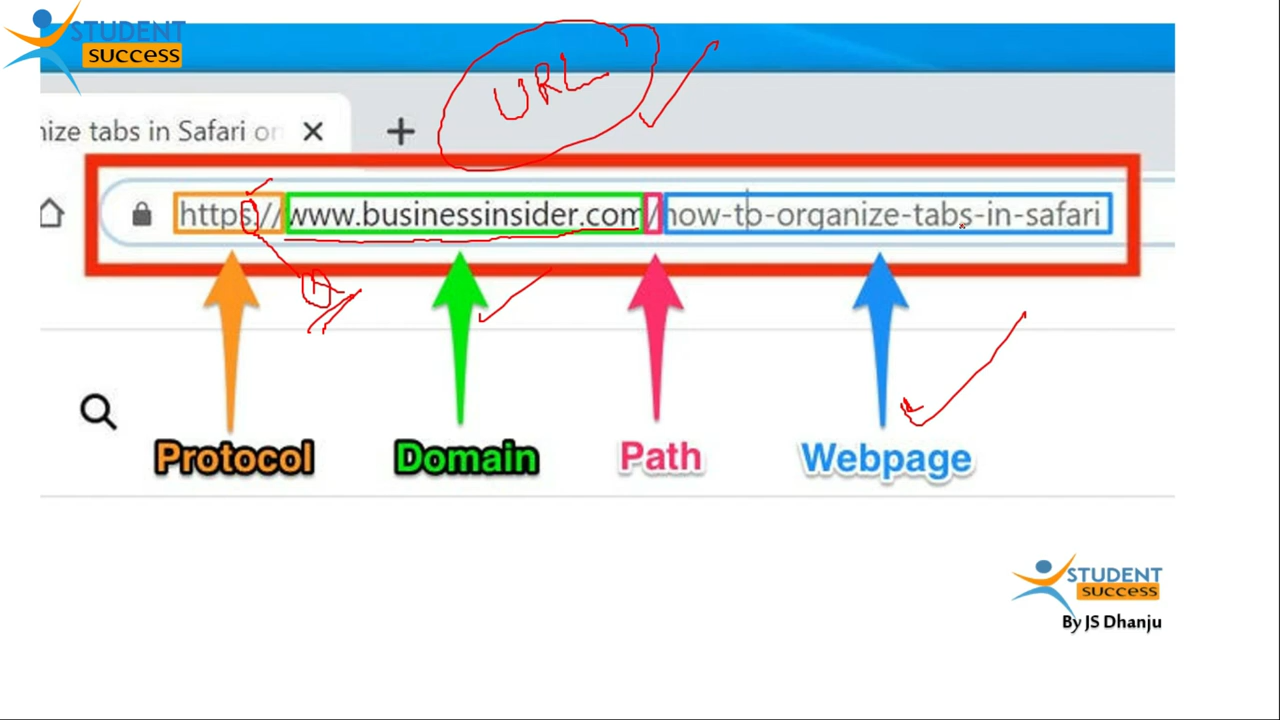 STUDENT
success
URL
nize tabs in Safari on
https://www.businessinsider.com/how-to-organize-tabs-in-safari
Protocol Domain Path Webpage
STUDENT
success
By JS Dhanju